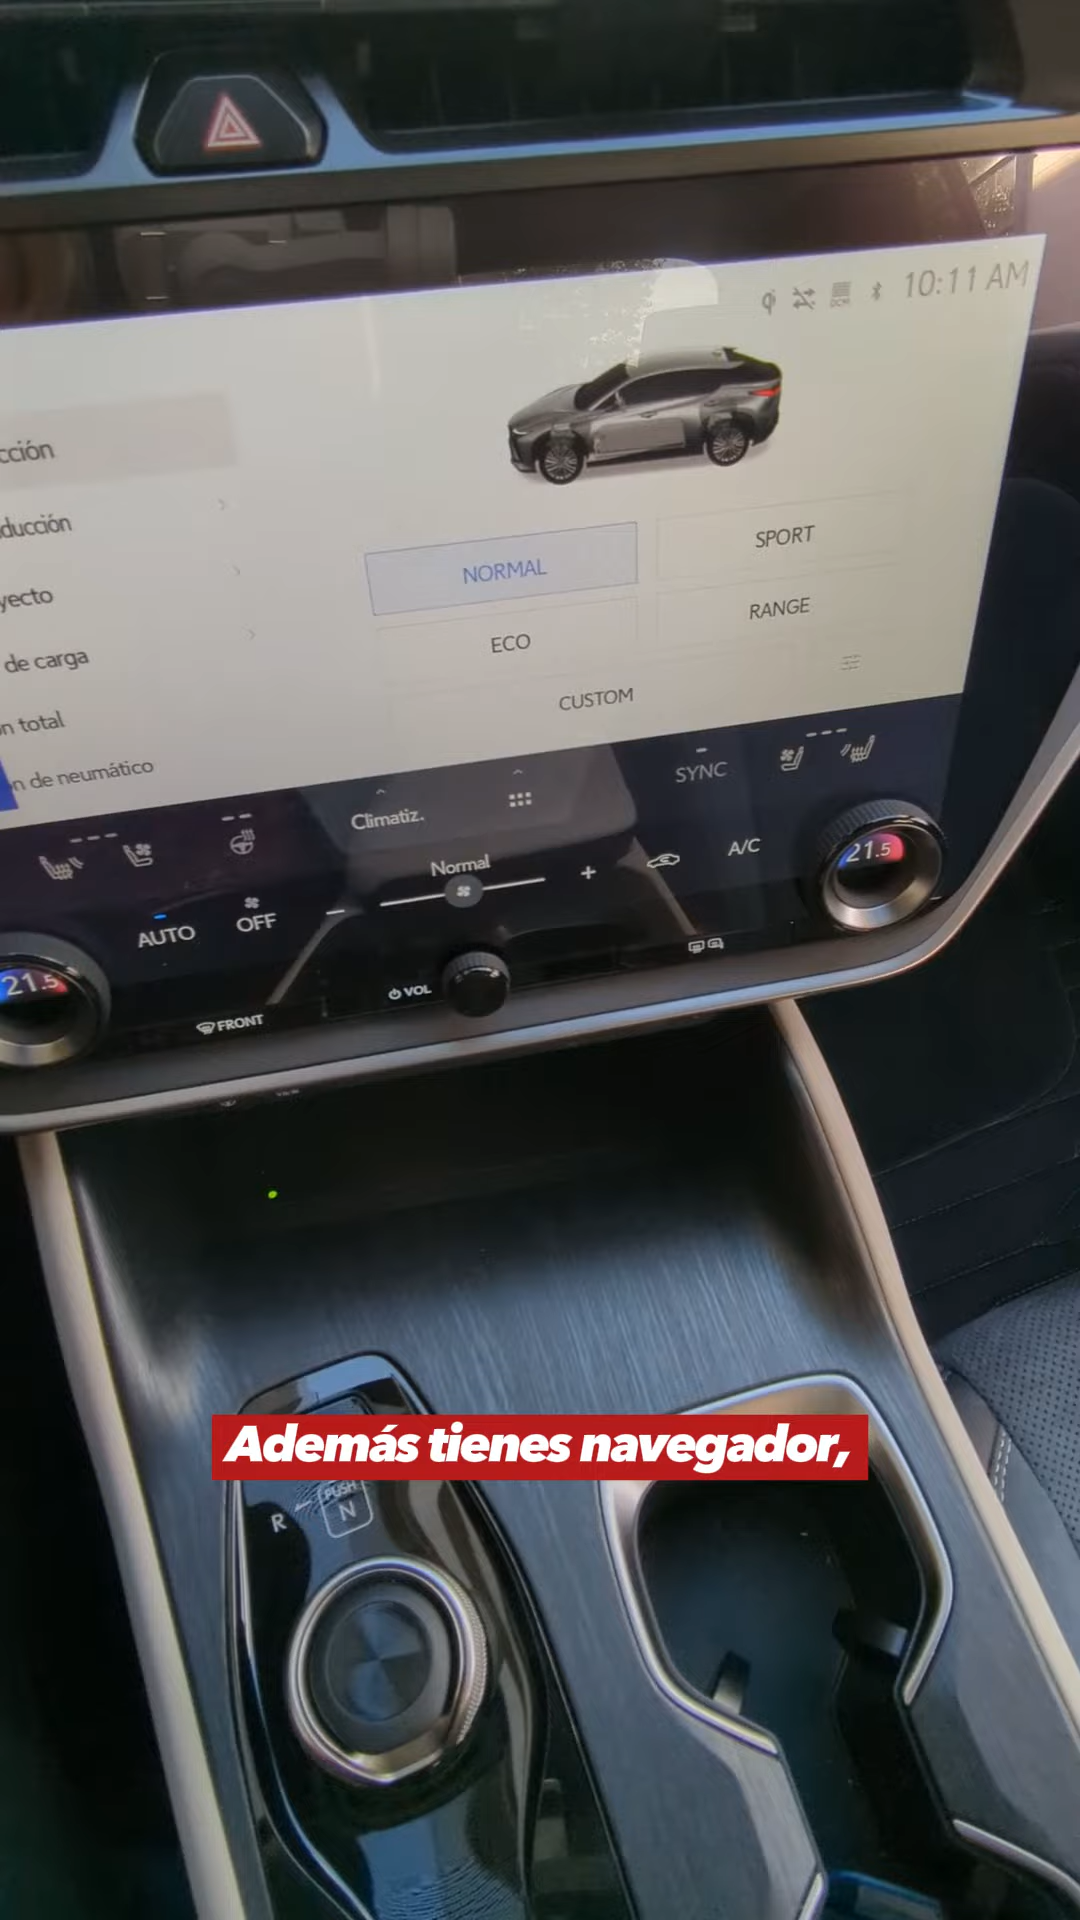 10:11 AM
cción
ducción
yecto
de carga
n total
n de neumático
NORMAL
SPORT
ECO
RANGE
CUSTOM
Climatiz.
SYNC
Normal
A/C
AUTO
OFF
21.5
21.5
VOL
FRONT
Además tienes navegador,
PUSH
R
N